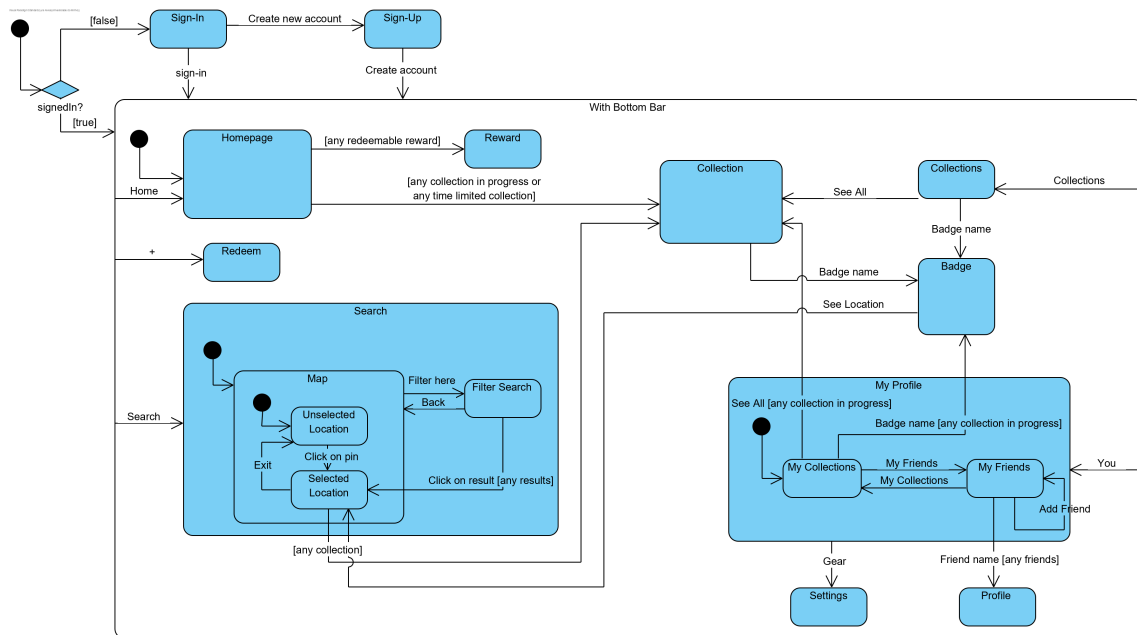 [false]
Sign-In
Create new account
Sign-Up
sign-in
Create account
signedIn?
[true]
With Bottom Bar
Homepage
[any redeemable reward]
Reward
Home
[any collection in progress or
any time limited collection]
Collection
See All
Collections
Collections
Badge name
+
Redeem
Badge name
Badge
See Location
Search
Map
Filter here
Filter Search
Back
Unselected
Location
Search
Click on pin
Exit
Selected
Location
Click on result [any results]
[any collection]
My Profile
See All [any collection in progress]
Badge name [any collection in progress]
My Collections
My Friends
My Friends
My Collections
You
Add Friend
Gear
Friend name [any friends]
Settings
Profile